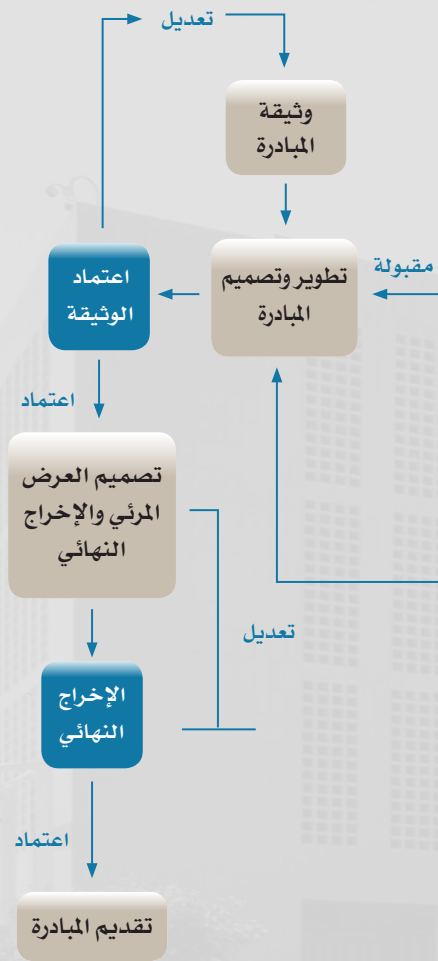 تعديل
وثيقة
المبادرة
مقبولة
تطوير وتصميم
المبادرة
اعتماد
الوثيقة
اعتماد
تصميم العرض
المرئي والإخراج
النهائي
تعديل
الإخراج
النهائي
اعتماد
تقديم المبادرة